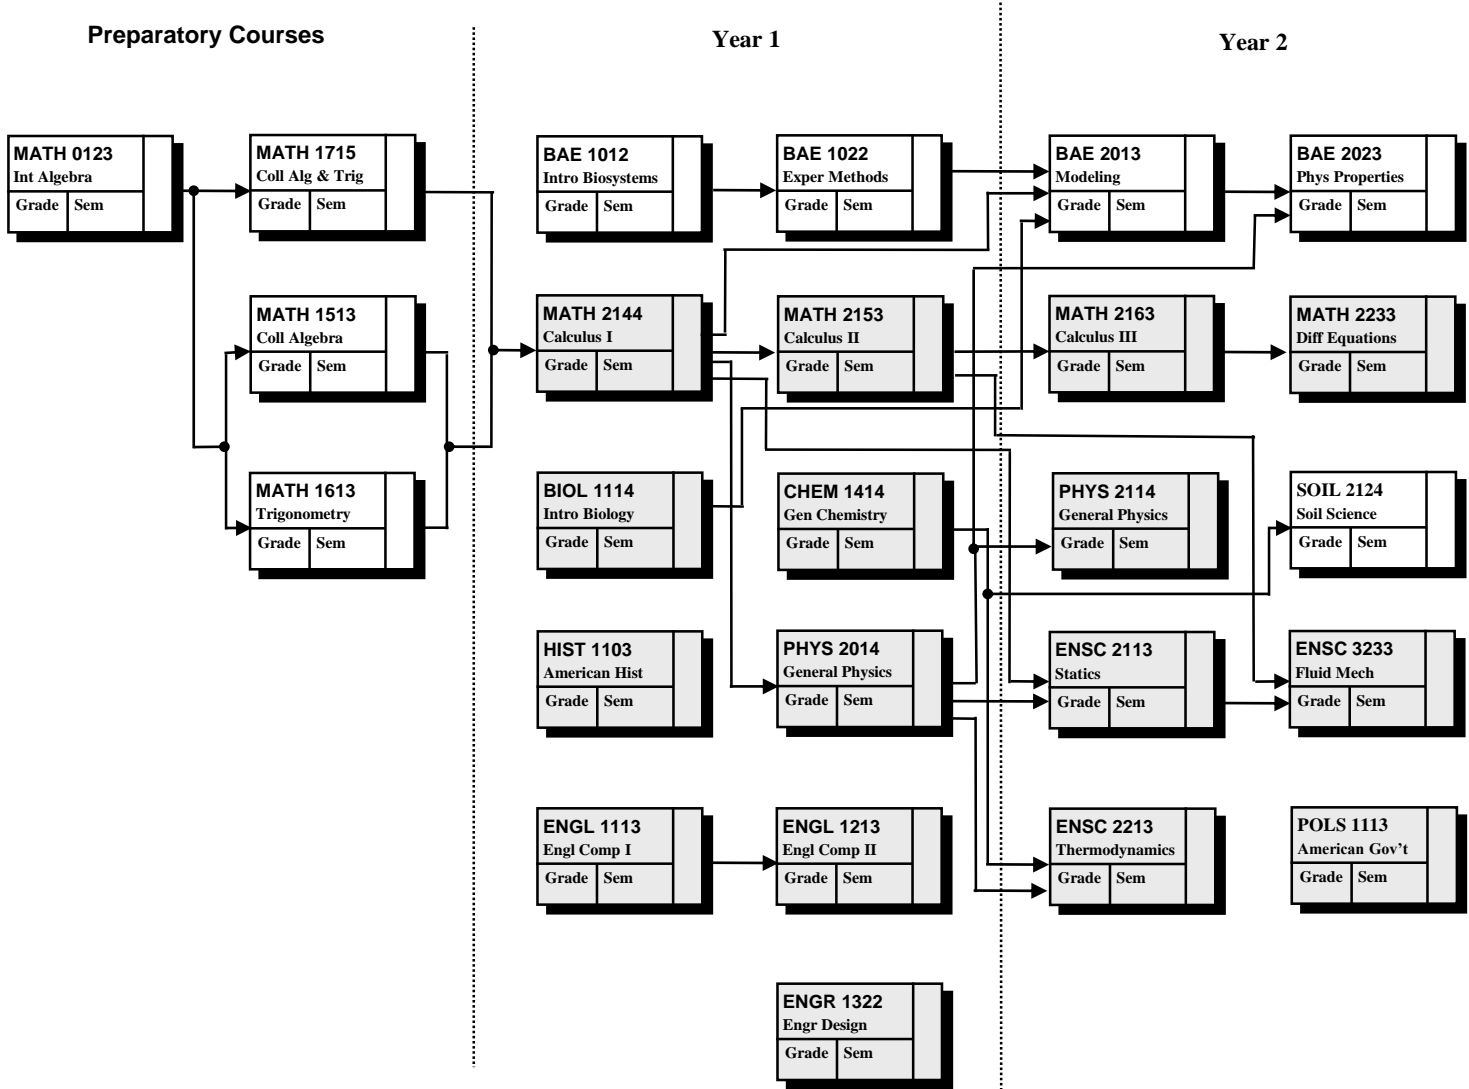 Preparatory Courses
Year 1
Year 2
MATH 0123
Int Algebra
Grade Sem
MATH 1715
Coll Alg & Trig
Grade Sem
BAE 1012
Intro Biosystems
Grade Sem
BAE 1022
Exper Methods
Grade Sem
BAE 2013
Modeling
Grade Sem
BAE 2023
Phys Properties
Grade Sem
MATH 1513
Coll Algebra
Grade Sem
MATH 2144
Calculus I
Grade Sem
MATH 2153
Calculus II
Grade Sem
MATH 2163
Calculus III
Grade Sem
MATH 2233
Diff Equations
Grade Sem
MATH 1613
Trigonometry
Grade Sem
BIOL 1114
Intro Biology
Grade Sem
CHEM 1414
Gen Chemistry
Grade Sem
PHYS 2114
General Physics
Grade Sem
SOIL 2124
Soil Science
Grade Sem
HIST 1103
American Hist
Grade Sem
PHYS 2014
General Physics
Grade Sem
ENSC 2113
Statics
Grade Sem
ENSC 3233
Fluid Mech
Grade Sem
ENGL 1113
Engl Comp I
Grade Sem
ENGL 1213
Engl Comp II
Grade Sem
ENSC 2213
Thermodynamics
Grade Sem
POLS 1113
American Gov't
Grade Sem
ENGR 1322
Engr Design
Grade Sem